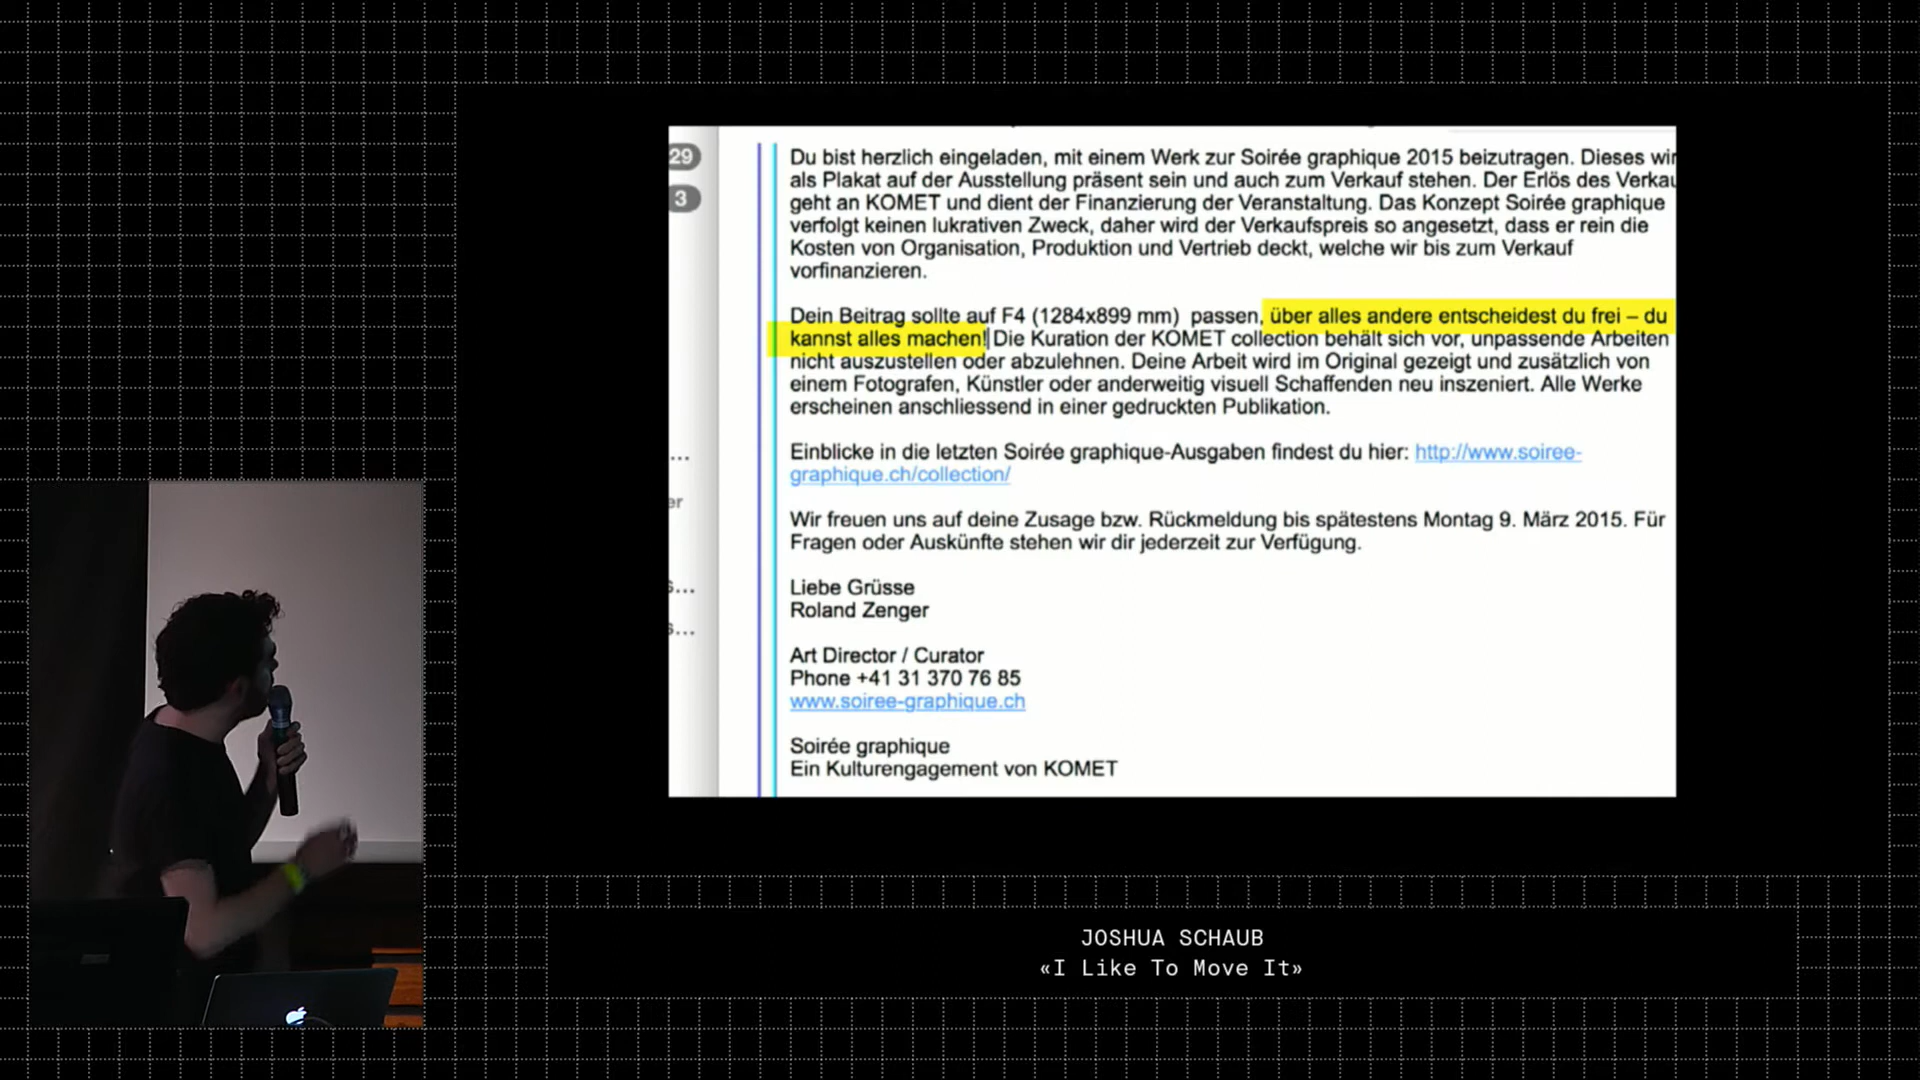 29
3
Du bist herzlich eingeladen, mit einem Werk zur Soirée graphique 2015 beizutragen. Dieses
als Plakat auf der Ausstellung präsent sein und auch zum Verkauf stehen. Der Erlös des
geht an KOMET und dient der Finanzierung der Veranstaltung. Das Konzept Soirée graphique
verfolgt keinen lukrativen Zweck, daher wird der Verkaufspreis so angesetzt, dass er rein die
Kosten von Organisation, Produktion und Vertrieb deckt, welche wir bis zum Verkauf
vorfinanzieren.
Dein Beitrag sollte auf F4 (1284x899 mm) passen, über alles andere entscheidest du frei – du
kannst alles machen! Die Kuration der KOMET collection behält sich vor, unpassende Arbeiten
nicht auszustellen oder abzulehnen. Deine Arbeit wird im Original gezeigt und zusätzlich von
einem Fotografen, Künstler oder anderweitig visuell Schaffenden neu inszeniert. Alle Werke
erscheinen anschliessend in einer gedruckten Publikation.
Einblicke in die letzten Soirée graphique-Ausgaben findest du hier: http://www.soiree-
graphique.ch/collection/
Wir freuen uns auf deine Zusage bzw. Rückmeldung bis spätestens Montag 9. März 2015. Für
Fragen oder Auskünfte stehen wir dir jederzeit zur Verfügung.
Liebe Grüsse
Roland Zenger
Art Director / Curator
Phone +41 31 370 76 85
www.soiree-graphique.ch
Soirée graphique
Ein Kulturengagement von KOMET
JOSHUA SCHAUB
«I Like To Move It»